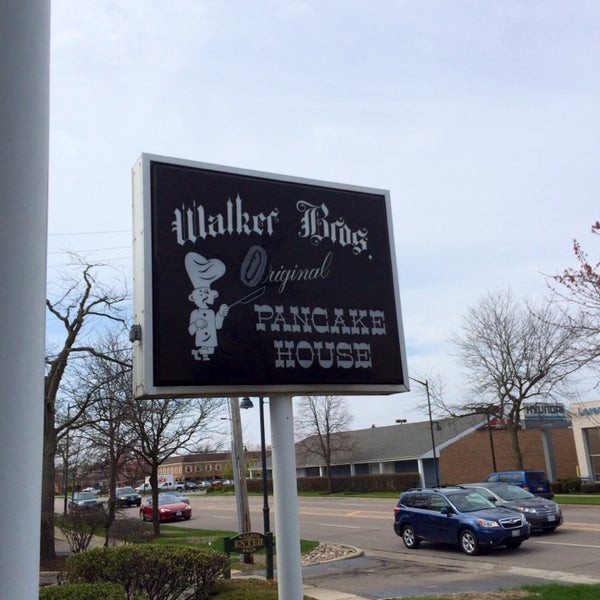 Walker Bros.
Original
PANCAKE
HOUSE
HYUNDAI